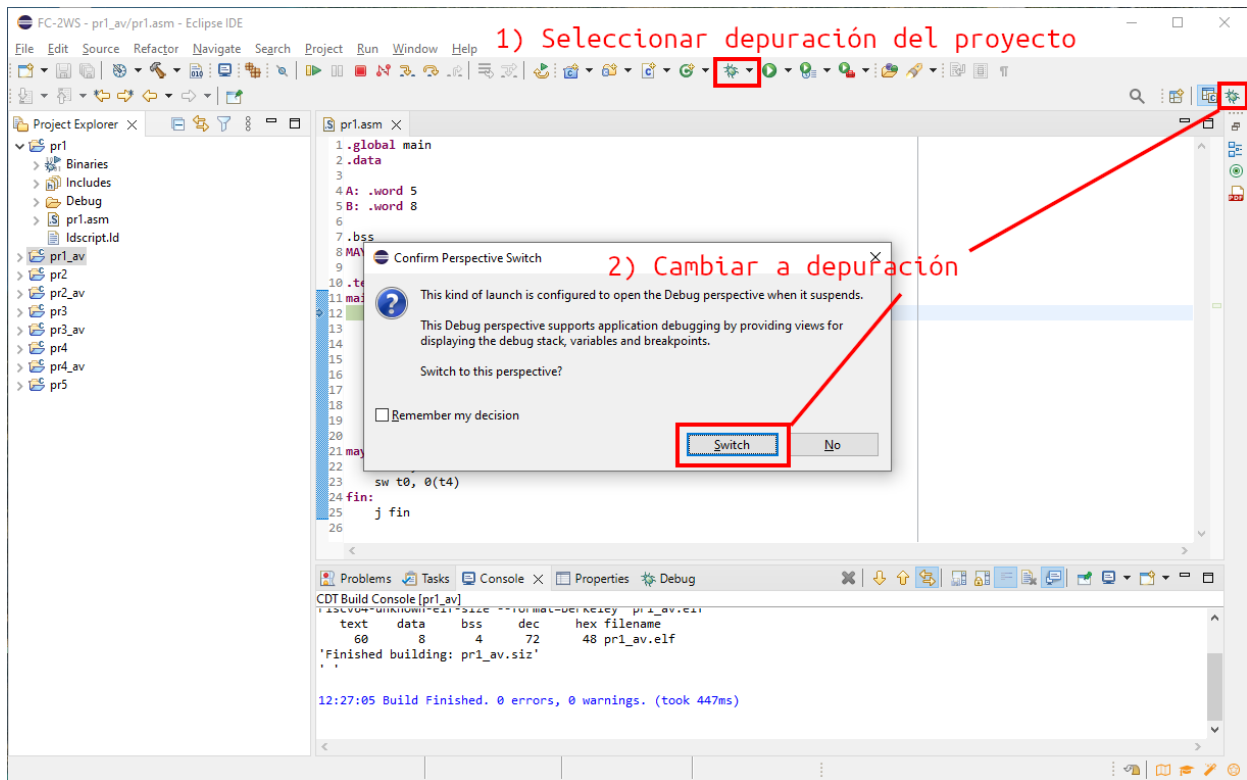 FC-2WS - pr1_av/pr1.asm - Eclipse IDE
File Edit Source Refactor Navigate Search Project Run Window Help
1) Seleccionar depuración del proyecto
Project Explorer
pr1
Binaries
Includes
Debug
pr1.asm
ldscript.ld
pr1_av
pr2
pr2_av
pr3
pr3_av
pr4
pr4_av
pr5
pr1.asm
1 .global main
2 .data
3
4 A: .word 5
5 B: .word 8
6
7 .bss
8 MAY
9
10 .te
11 mai
12
13
14
15
16
17
18
19
20
21 may
22
23 sw t0, 0(t4)
24 fin:
25 j fin
26
Confirm Perspective Switch
2) Cambiar a depuración
This kind of launch is configured to open the Debug perspective when it suspends.
This Debug perspective supports application debugging by providing views for
displaying the debug stack, variables and breakpoints.
Switch to this perspective?
Remember my decision
Switch No
Problems Tasks Console Properties Debug
CDT Build Console [pr1_av]
riscv64-unknown-elf-size --format=berkeley pr1_av.elf
text data bss dec hex filename
60 8 4 72 48 pr1_av.elf
'Finished building: pr1_av.siz'
' '
12:27:05 Build Finished. 0 errors, 0 warnings. (took 447ms)